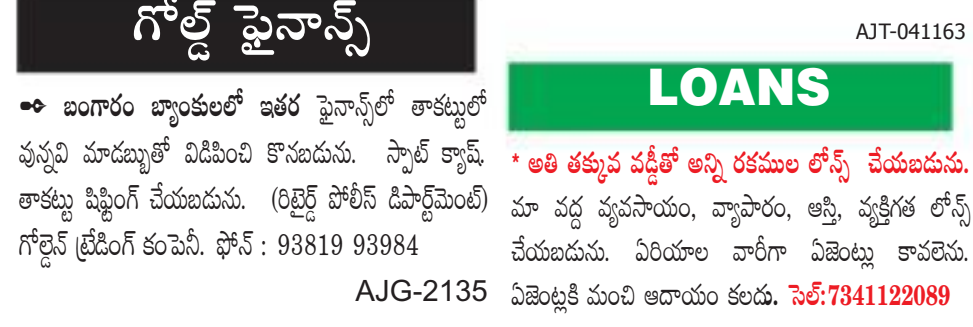 గోల్డ్ ఫైనాన్స్
బంగారం బ్యాంకులలో ఇతర ఫైనాన్స్‌లో తాకట్టులో
వున్నవి మాడబ్బుతో విడిపించి కొనబడును. స్పాట్ క్యాష్.
తాకట్టు షిఫ్టింగ్ చేయబడును. (రిటైర్డ్ పోలీస్ డిపార్ట్‌మెంట్)
గోల్డెన్ ట్రేడింగ్ కంపెనీ. ఫోన్ : 93819 93984
AJG-2135
AJT-041163
LOANS
* అతి తక్కువ వడ్డీతో అన్ని రకముల లోన్స్ చేయబడును.
మా వద్ద వ్యవసాయం, వ్యాపారం, ఆస్తి, వ్యక్తిగత లోన్స్
చేయబడును. ఏరియాల వారీగా ఏజెంట్లు కావలెను.
ఏజెంట్లకి మంచి ఆదాయం కలదు. సెల్:7341122089